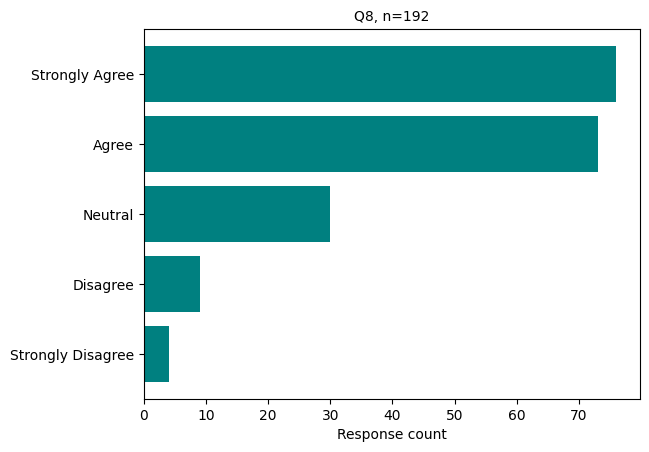 Q8, n=192
Strongly Agree
Agree
Neutral
Disagree
Strongly Disagree
0 10 20 30 40 50 60 70
Response count